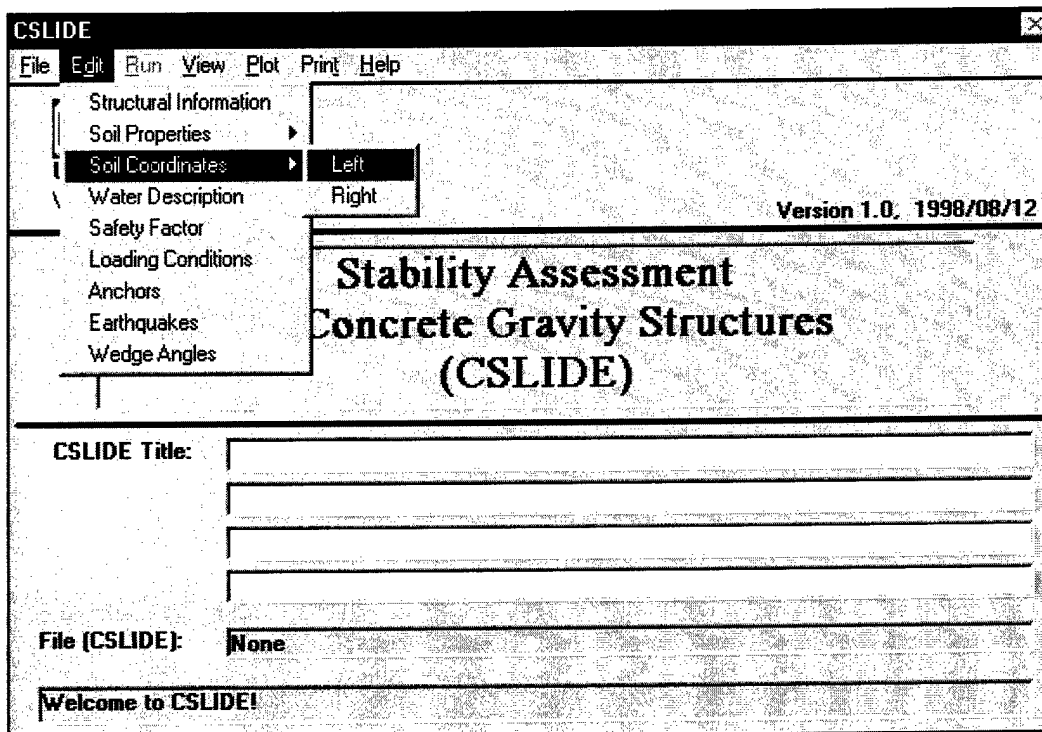 CSLIDE
File Edit Run View Plot Print Help
Structural Information
Soil Properties
Soil Coordinates
Left
Water Description
Right
Safety Factor
Loading Conditions
Anchors
Earthquakes
Wedge Angles
Version 1.0, 1998/08/12
Stability Assessment
Concrete Gravity Structures
(CSLIDE)
CSLIDE Title:
File (CSLIDE):
None
Welcome to CSLIDE!